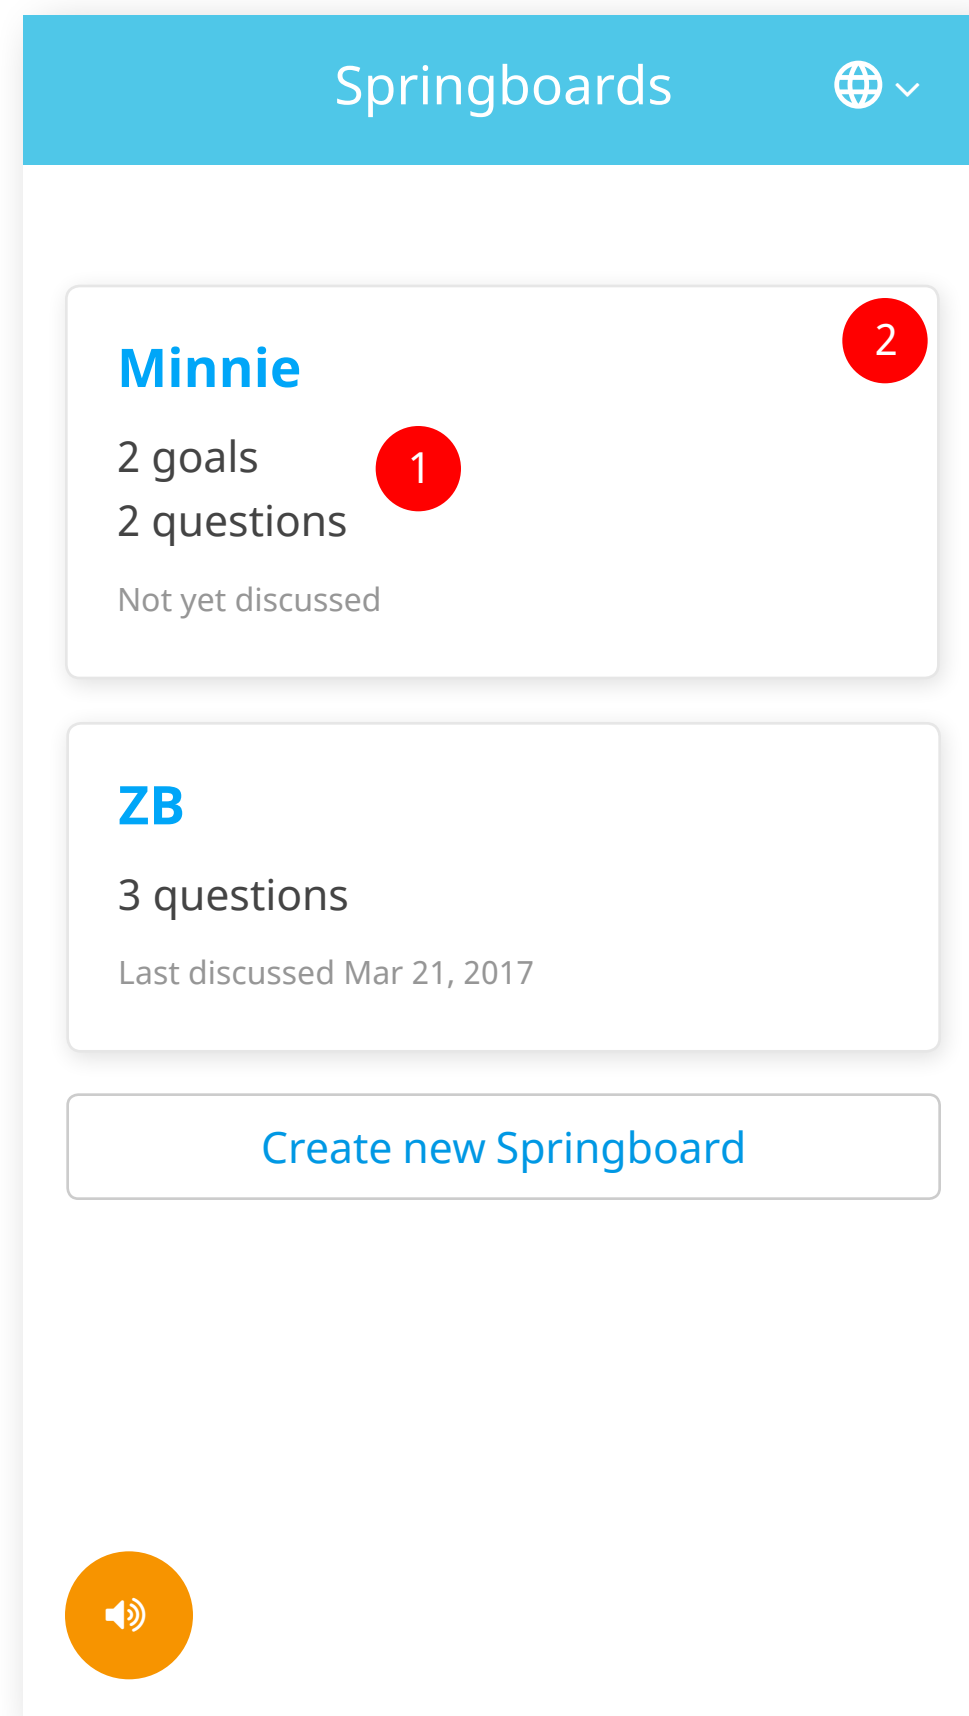 Springboards
2
Minnie
2 goals
1
2 questions
Not yet discussed
ZB
3 questions
Last discussed Mar 21, 2017
Create new Springboard